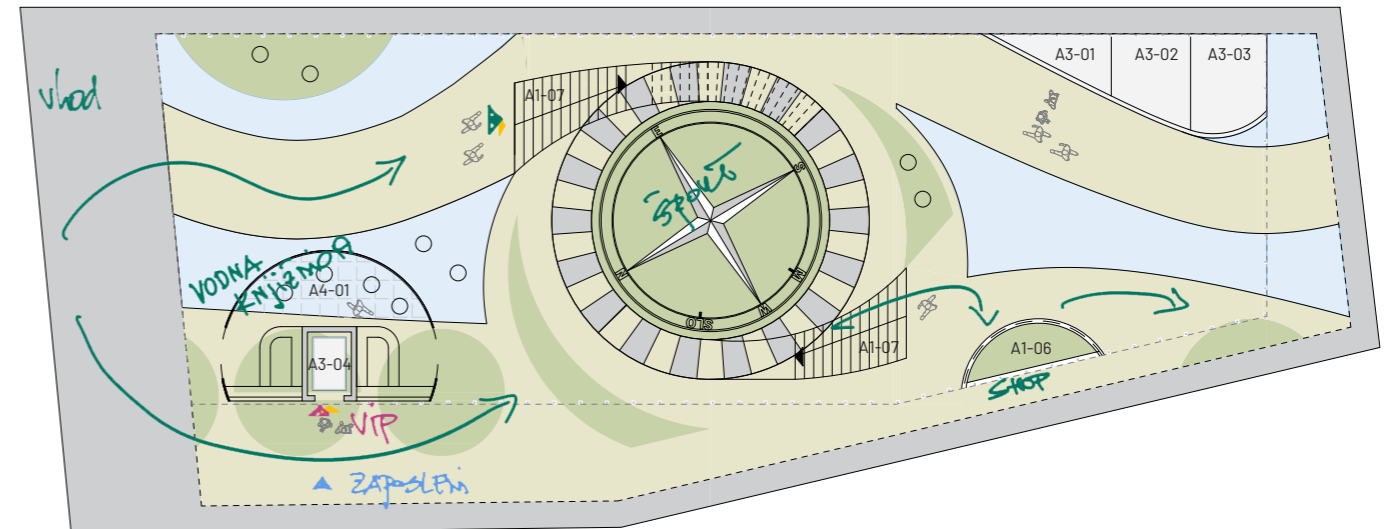 vhod
A1-07
A3-01
A3-02
A3-03
E
S
šport
VODNA
KNJIŽNICA
A4-01
N
SLO
W
A3-04
A1-07
A1-06
SHOP
VIP
ZAPOSLENI